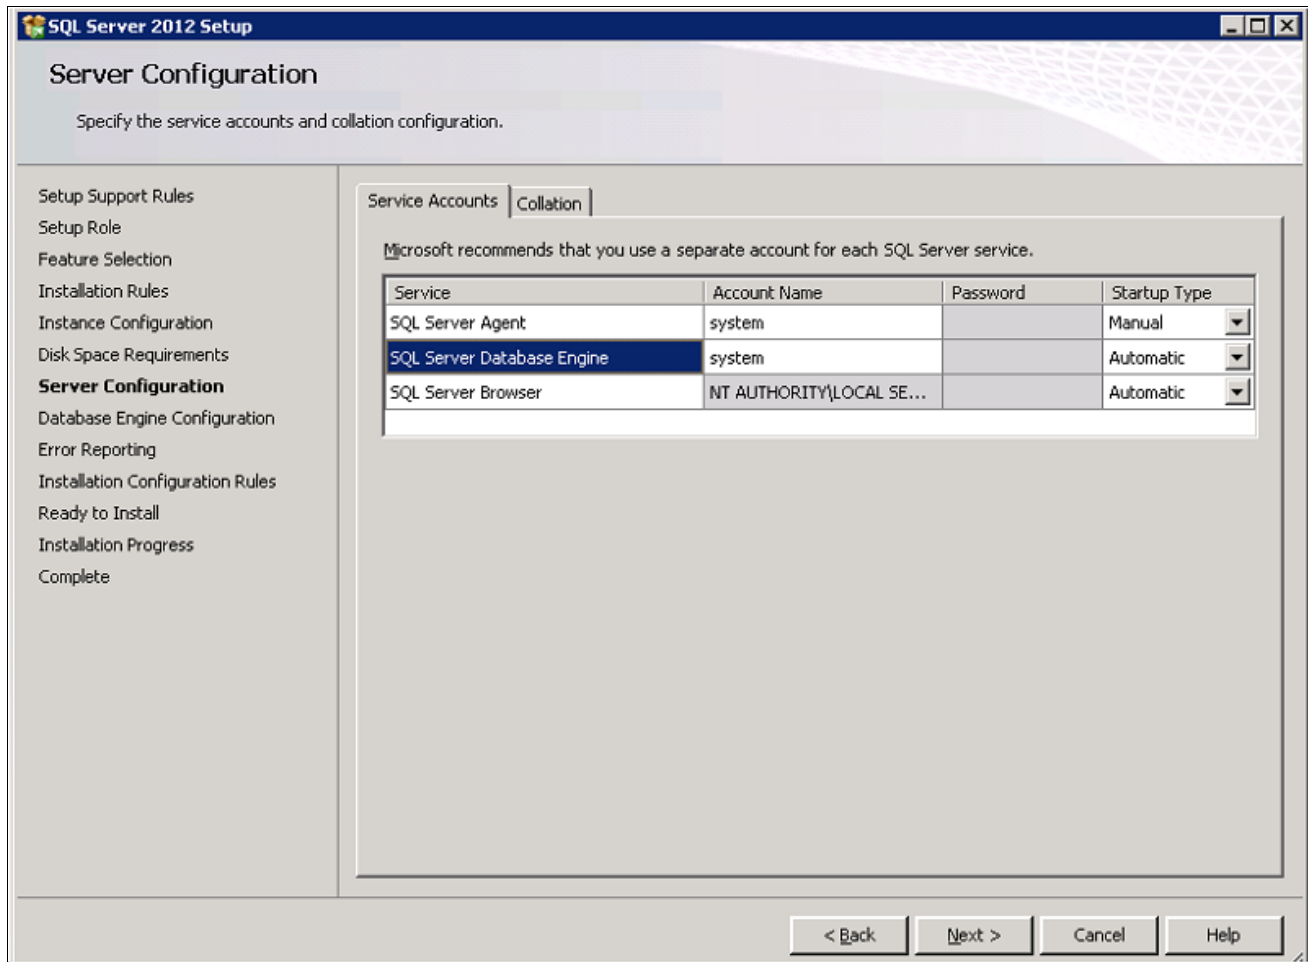 SQL Server 2012 Setup
Server Configuration
Specify the service accounts and collation configuration.
Setup Support Rules
Setup Role
Feature Selection
Installation Rules
Instance Configuration
Disk Space Requirements
Server Configuration
Database Engine Configuration
Error Reporting
Installation Configuration Rules
Ready to Install
Installation Progress
Complete
Service Accounts Collation
Microsoft recommends that you use a separate account for each SQL Server service.
Service Account Name Password Startup Type
SQL Server Agent system Manual
SQL Server Database Engine system Automatic
SQL Server Browser NT AUTHORITY\LOCAL SE... Automatic
< Back Next > Cancel Help